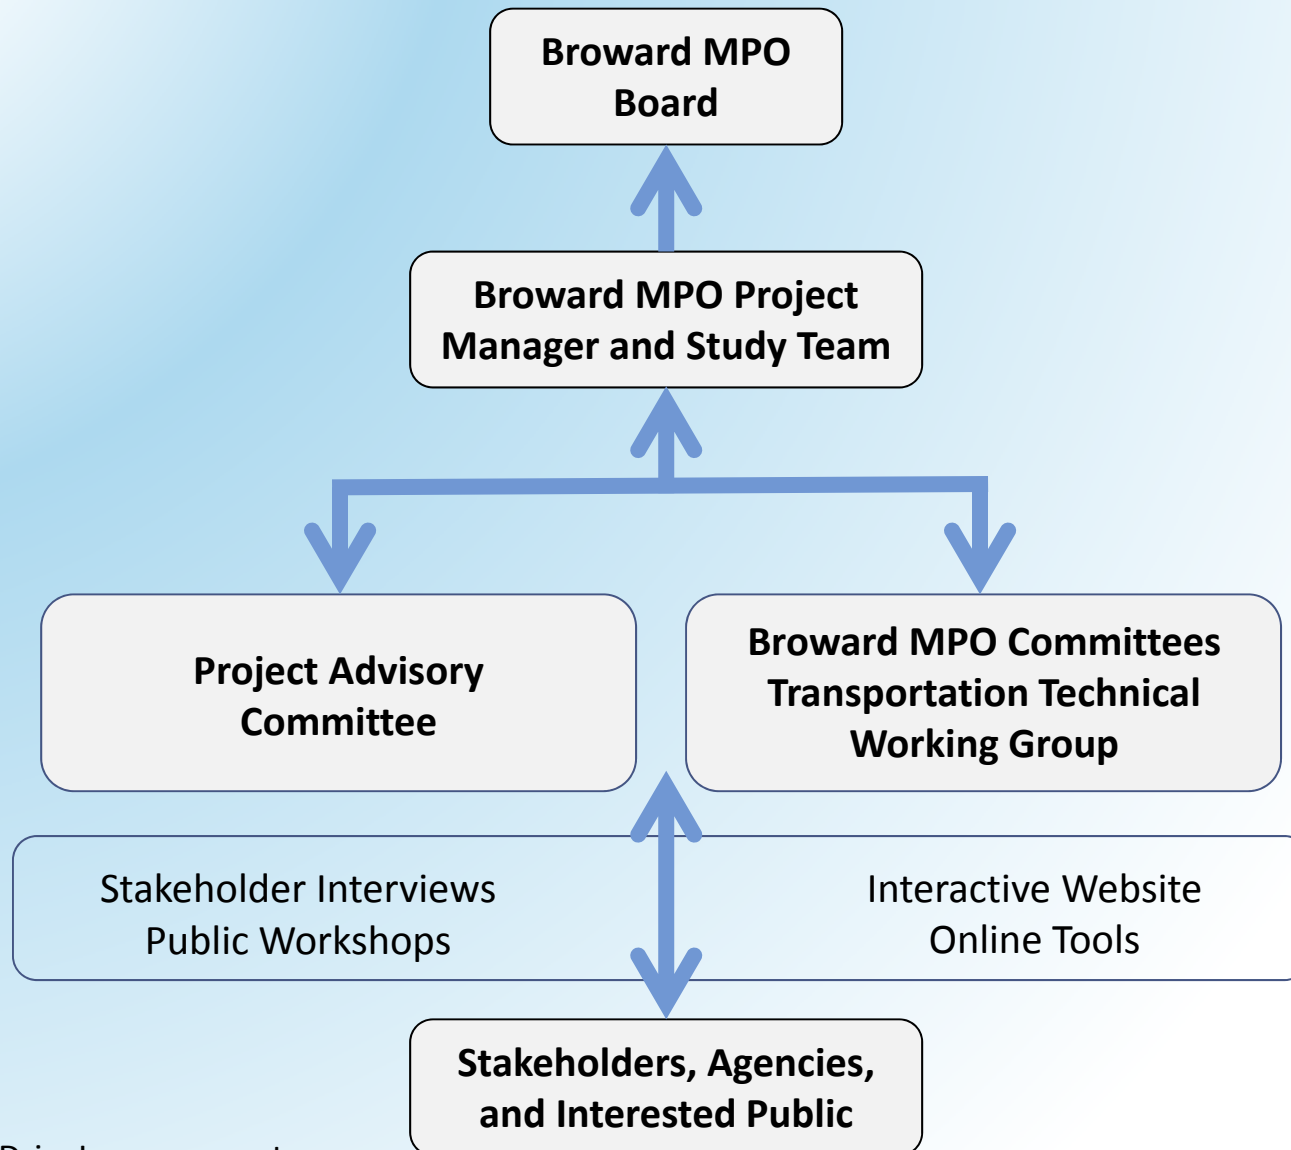 Broward MPO
Board
Broward MPO Project
Manager and Study Team
Project Advisory
Committee
Broward MPO Committees
Transportation Technical
Working Group
Stakeholder Interviews
Public Workshops
Interactive Website
Online Tools
Stakeholders, Agencies,
and Interested Public